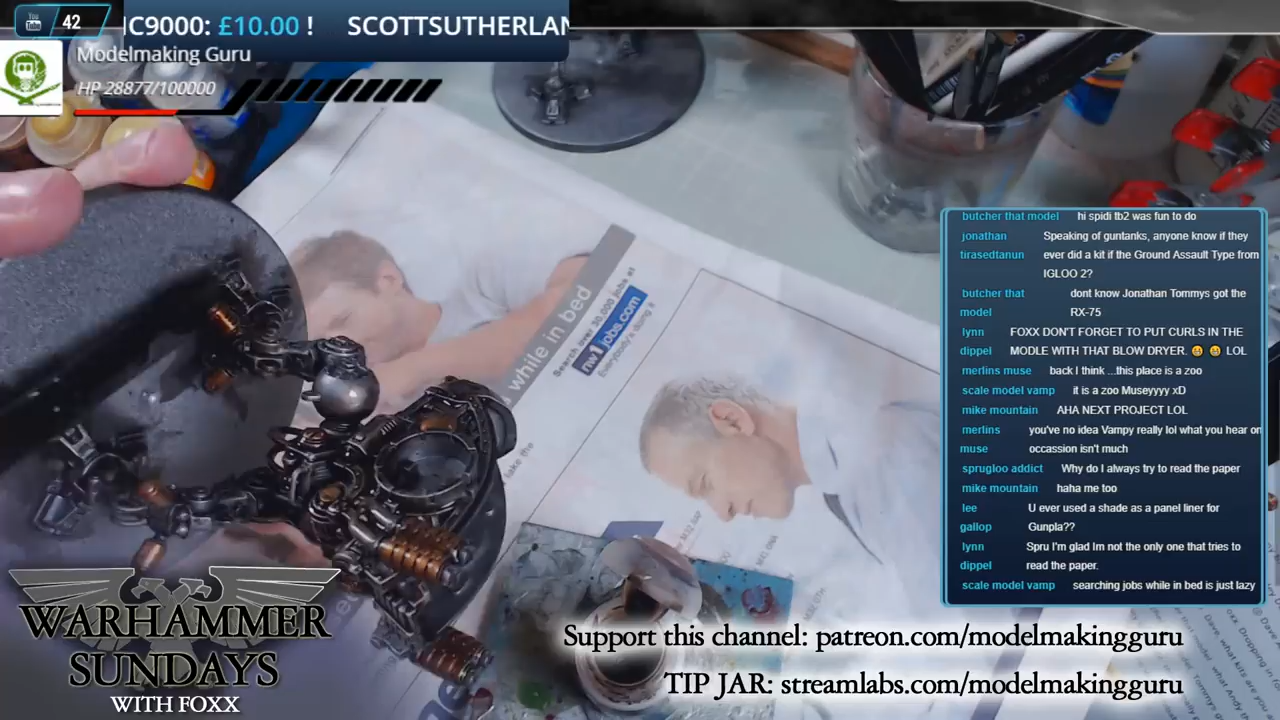 42
IC9000: £10.00 ! SCOTTSUTHERLAN
Modelmaking Guru
HP 28877/100000
while in bed
Search over 50,000 jobs at
nw1jobs.com
Everybody's doing it
butcher that model hi spidi tb2 was fun to do
jonathan Speaking of guntanks, anyone know if they
tirasedtanun ever did a kit if the Ground Assault Type from
IGLOO 2?
butcher that dont know Jonathan Tommys got the
model RX-75
lynn FOXX DON'T FORGET TO PUT CURLS IN THE
dippel MODLE WITH THAT BLOW DRYER. 😆 😆 LOL
merlins muse back I think ...this place is a zoo
scale model vamp it is a zoo Museyyyy xD
mike mountain AHA NEXT PROJECT LOL
merlins you've no idea Vampy really lol what you hear on
muse occassion isn't much
sprugloo addict Why do I always try to read the paper
mike mountain haha me too
lee U ever used a shade as a panel liner for
gallop Gunpla??
lynn Spru I'm glad Im not the only one that tries to
dippel read the paper.
scale model vamp searching jobs while in bed is just lazy
WARHAMMER
SUNDAYS
WITH FOXX
Support this channel: patreon.com/modelmakingguru
TIP JAR: streamlabs.com/modelmakingguru